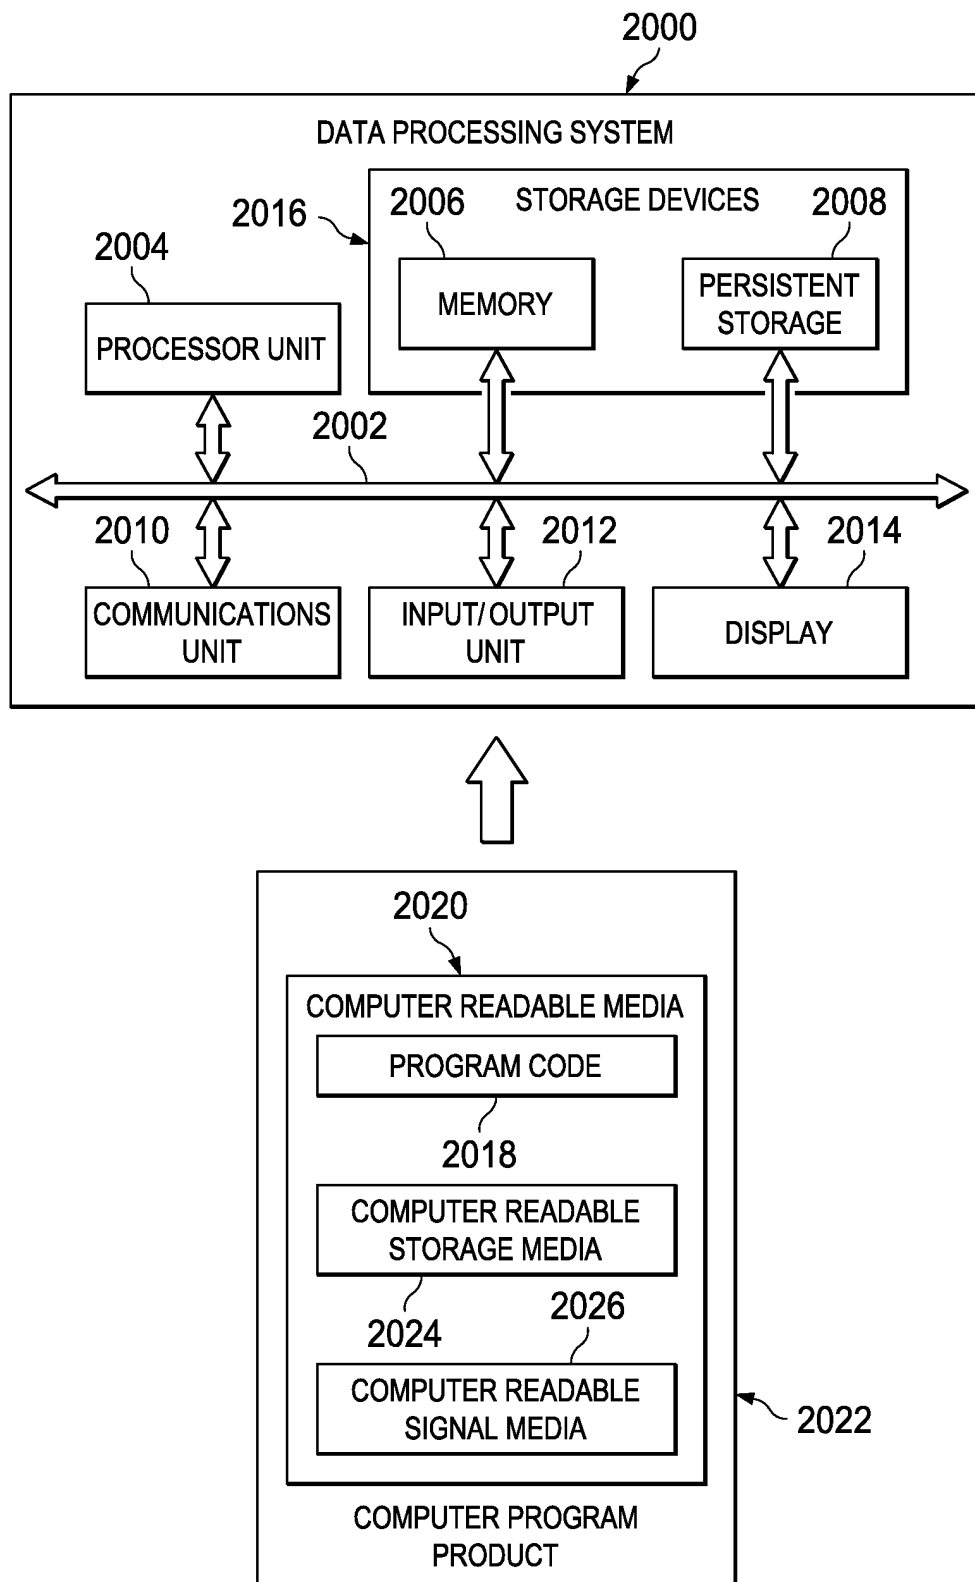 2000
DATA PROCESSING SYSTEM
2016
2006
STORAGE DEVICES
2008
2004
MEMORY
PERSISTENT
STORAGE
PROCESSOR UNIT
2002
2010
2012
2014
COMMUNICATIONS
UNIT
INPUT/ OUTPUT
UNIT
DISPLAY
2020
COMPUTER READABLE MEDIA
PROGRAM CODE
2018
COMPUTER READABLE
STORAGE MEDIA
2024
2026
COMPUTER READABLE
SIGNAL MEDIA
2022
COMPUTER PROGRAM
PRODUCT